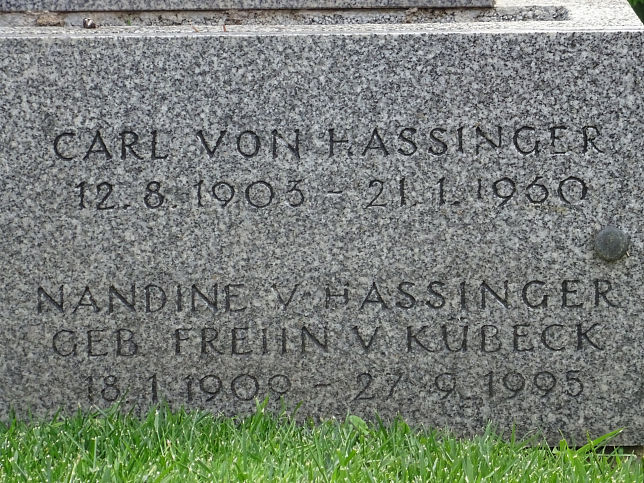 CARL VON HASSINGER
12. 8. 1903 - 21. 1. 1960
NANDINE V. HASSINGER
GEB. FREIIN V. KÜBECK
18. 1. 1909 - 27. 9. 1995